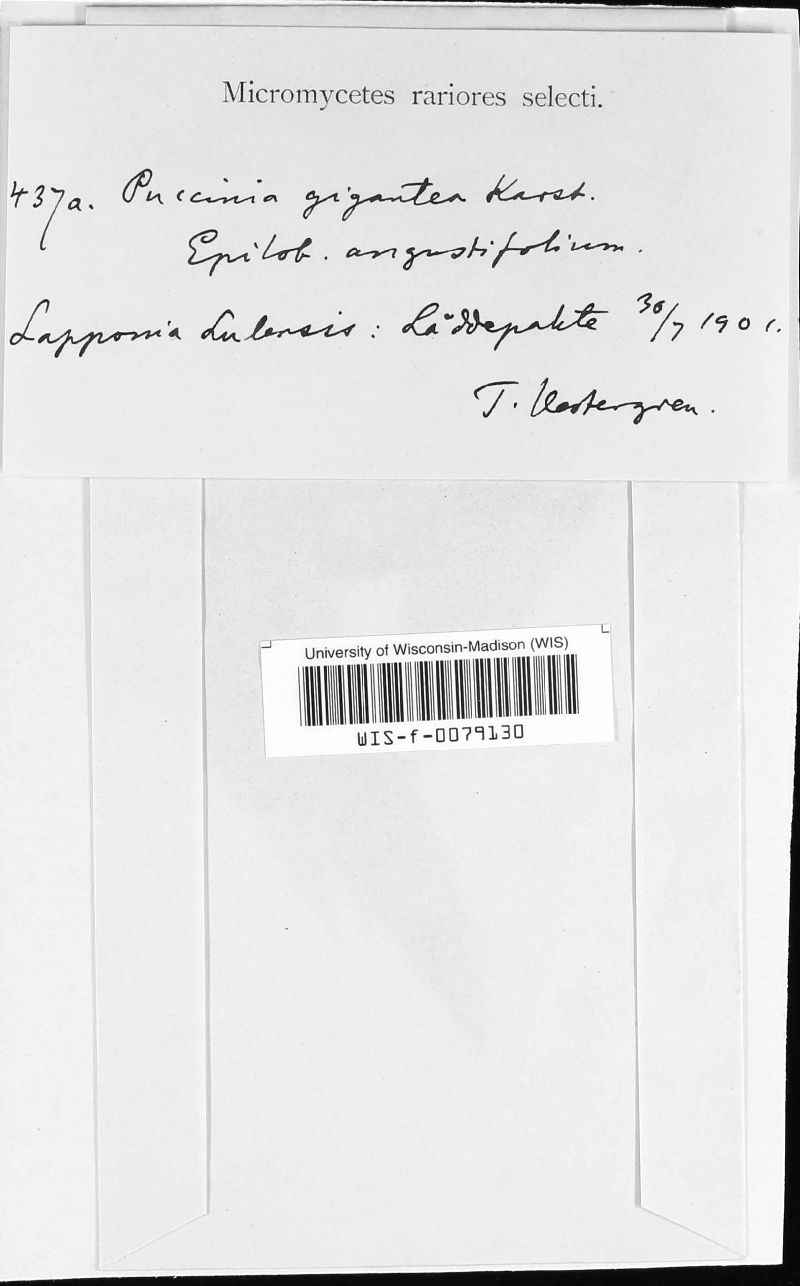 Micromycetes rariores selecti.
437a. Puccinia gigantea Karst.
Epilob. angustifolium.
Lapponia Lulensis: Låddepakte 30/7 1901.
T. Vestergren.
University of Wisconsin-Madison (WIS)
WIS-f-0079130